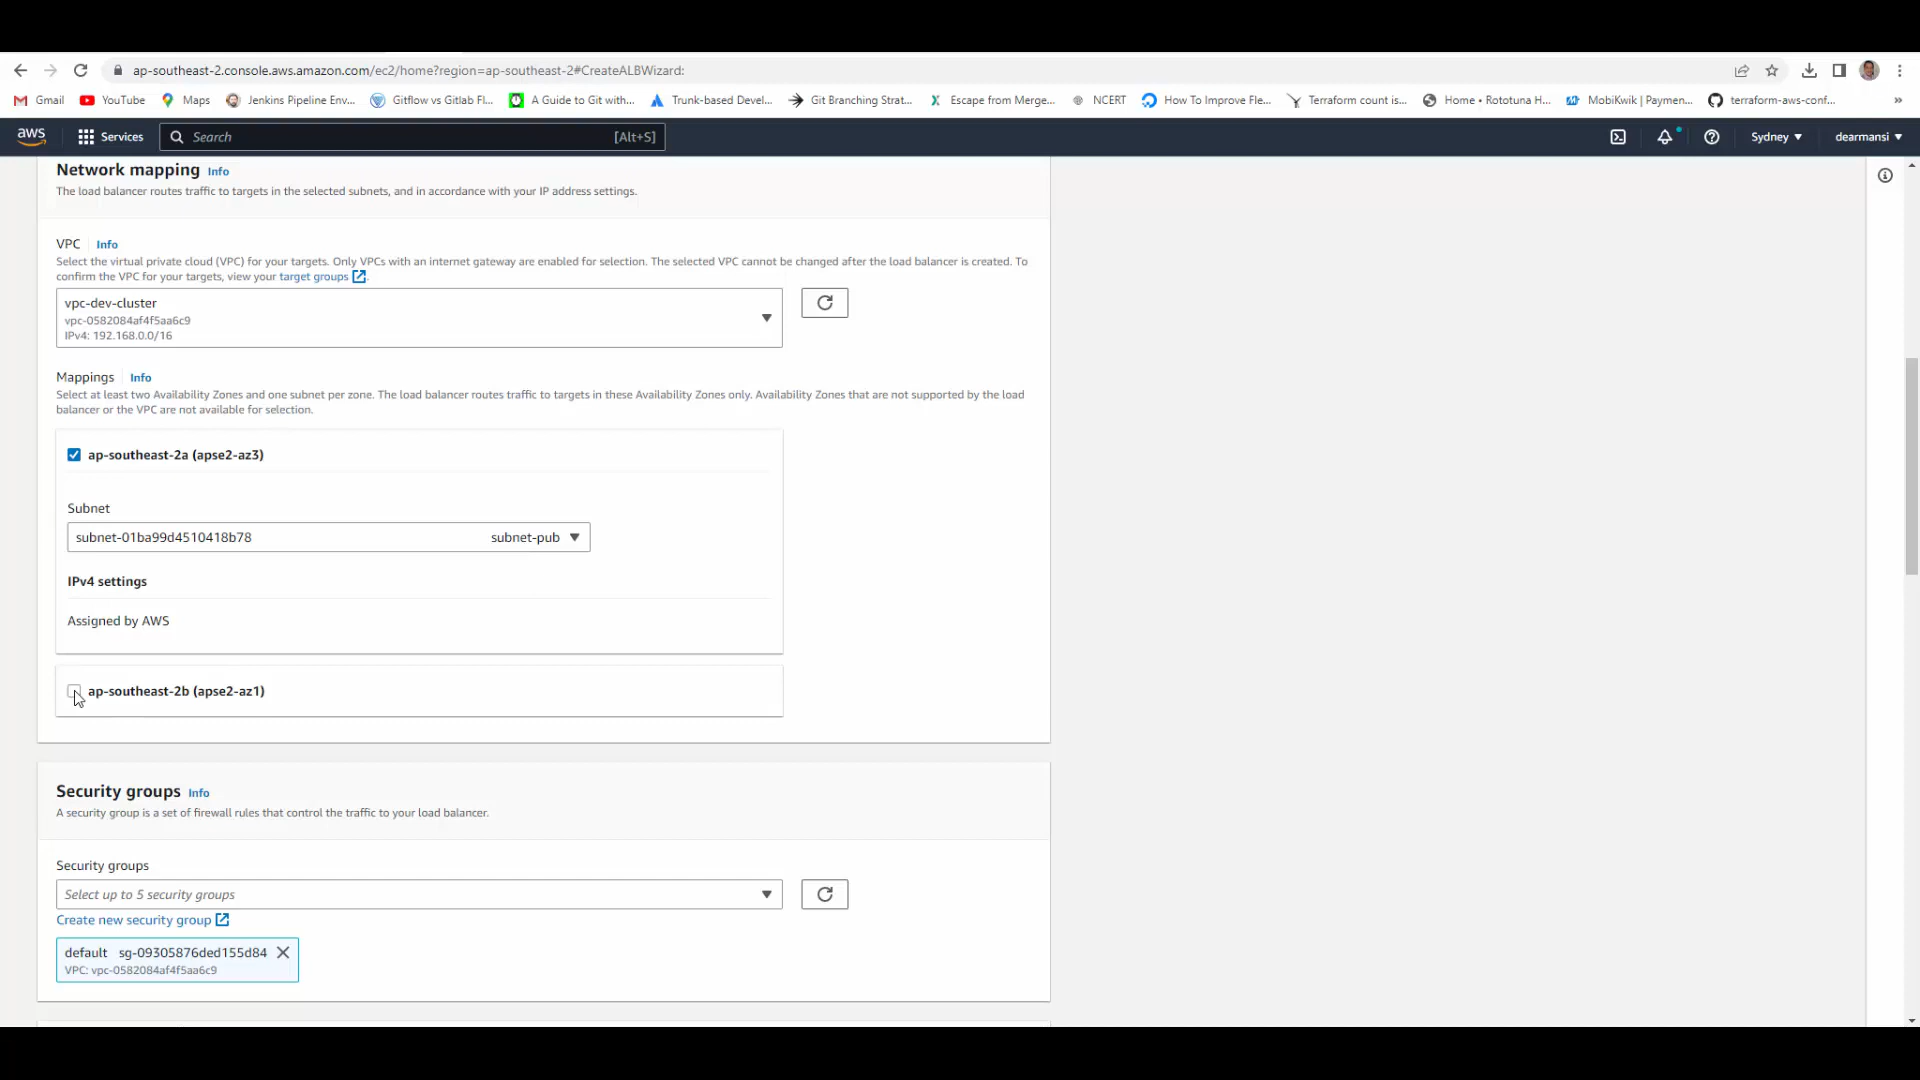 ap-southeast-2.console.aws.amazon.com/ec2/home?region=ap-southeast-2#CreateALBWizard:
Gmail YouTube Maps Jenkins Pipeline Env... Gitflow vs Gitlab Fl... A Guide to Git with... Trunk-based Devel... Git Branching Strat... Escape from Merge... NCERT How To Improve Fle... Terraform count is... Home • Rototuna H... MobiKwik | Paymen... terraform-aws-conf... »
aws Services Search [Alt+S] Sydney dearmansi
Network mapping Info
The load balancer routes traffic to targets in the selected subnets, and in accordance with your IP address settings.
VPC Info
Select the virtual private cloud (VPC) for your targets. Only VPCs with an internet gateway are enabled for selection. The selected VPC cannot be changed after the load balancer is created. To
confirm the VPC for your targets, view your target groups.
vpc-dev-cluster
vpc-0582084af4f5aa6c9
IPv4: 192.168.0.0/16
Mappings Info
Select at least two Availability Zones and one subnet per zone. The load balancer routes traffic to targets in these Availability Zones only. Availability Zones that are not supported by the load
balancer or the VPC are not available for selection.
ap-southeast-2a (apse2-az3)
Subnet
subnet-01ba99d4510418b78 subnet-pub
IPv4 settings
Assigned by AWS
ap-southeast-2b (apse2-az1)
Security groups Info
A security group is a set of firewall rules that control the traffic to your load balancer.
Security groups
Select up to 5 security groups
Create new security group
default sg-09305876ded155d84
VPC: vpc-0582084af4f5aa6c9